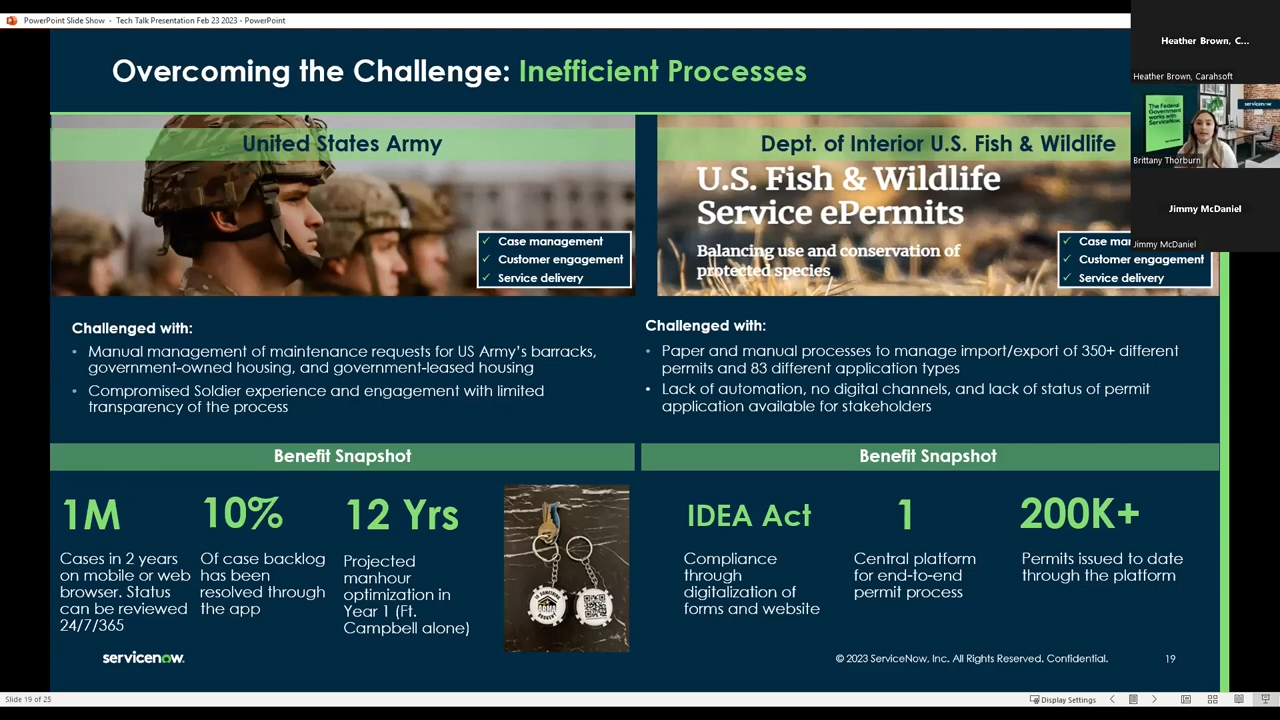 PowerPoint Slide Show - Tech Talk Presentation Feb 23 2023 - PowerPoint
Heather Brown, C...
Heather Brown, Carahsoft
The Federal
Government
works with
ServiceNow.
servicenow
Brittany Thorburn
Jimmy McDaniel
Jimmy McDaniel
Overcoming the Challenge: Inefficient Processes
United States Army
✓ Case management
✓ Customer engagement
✓ Service delivery
Challenged with:
• Manual management of maintenance requests for US Army's barracks,
government-owned housing, and government-leased housing
• Compromised Soldier experience and engagement with limited
transparency of the process
Benefit Snapshot
1M
Cases in 2 years
on mobile or web
browser. Status
can be reviewed
24/7/365
10%
Of case backlog
has been
resolved through
the app
12 Yrs
Projected
manhour
optimization in
Year 1 (Ft.
Campbell alone)
ARMA
Dept. of Interior U.S. Fish & Wildlife
U.S. Fish & Wildlife
Service ePermits
Balancing use and conservation of
protected species
✓ Case ma
✓ Customer engagement
✓ Service delivery
Challenged with:
• Paper and manual processes to manage import/export of 350+ different
permits and 83 different application types
• Lack of automation, no digital channels, and lack of status of permit
application available for stakeholders
Benefit Snapshot
IDEA Act
Compliance
through
digitalization of
forms and website
1
Central platform
for end-to-end
permit process
200K+
Permits issued to date
through the platform
servicenow.
© 2023 ServiceNow, Inc. All Rights Reserved. Confidential.
19
Slide 19 of 25
Display Settings